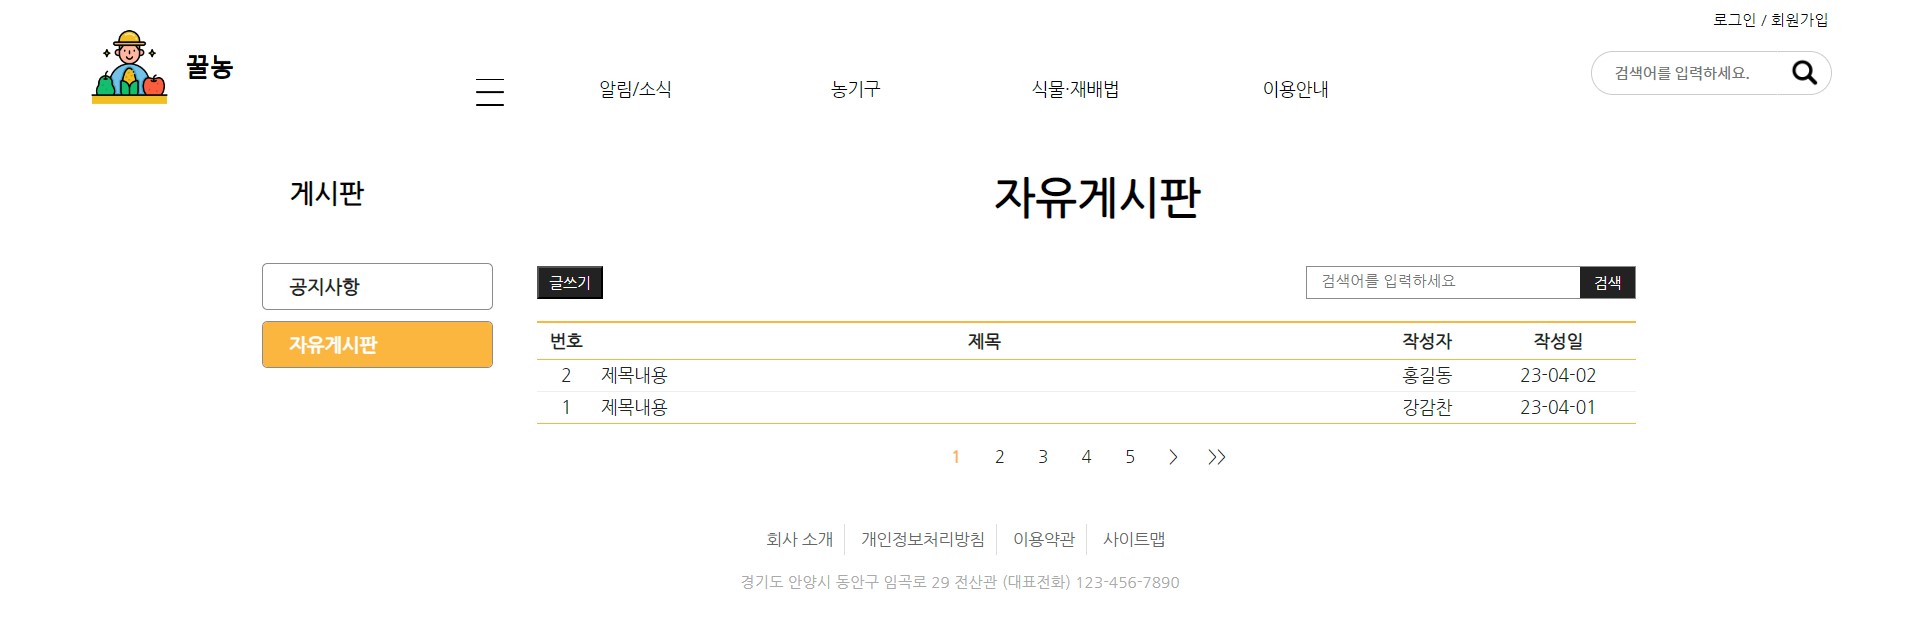 로그인 / 회원가입
꿀농
알림/소식 농기구 식물·재배법 이용안내
검색어를 입력하세요.
게시판
자유게시판
공지사항
자유게시판
글쓰기
검색어를 입력하세요 검색
번호 제목 작성자 작성일
2 제목내용 홍길동 23-04-02
1 제목내용 강감찬 23-04-01
1 2 3 4 5 > >>
회사 소개 개인정보처리방침 이용약관 사이트맵
경기도 안양시 동안구 임곡로 29 전산관 (대표전화) 123-456-7890